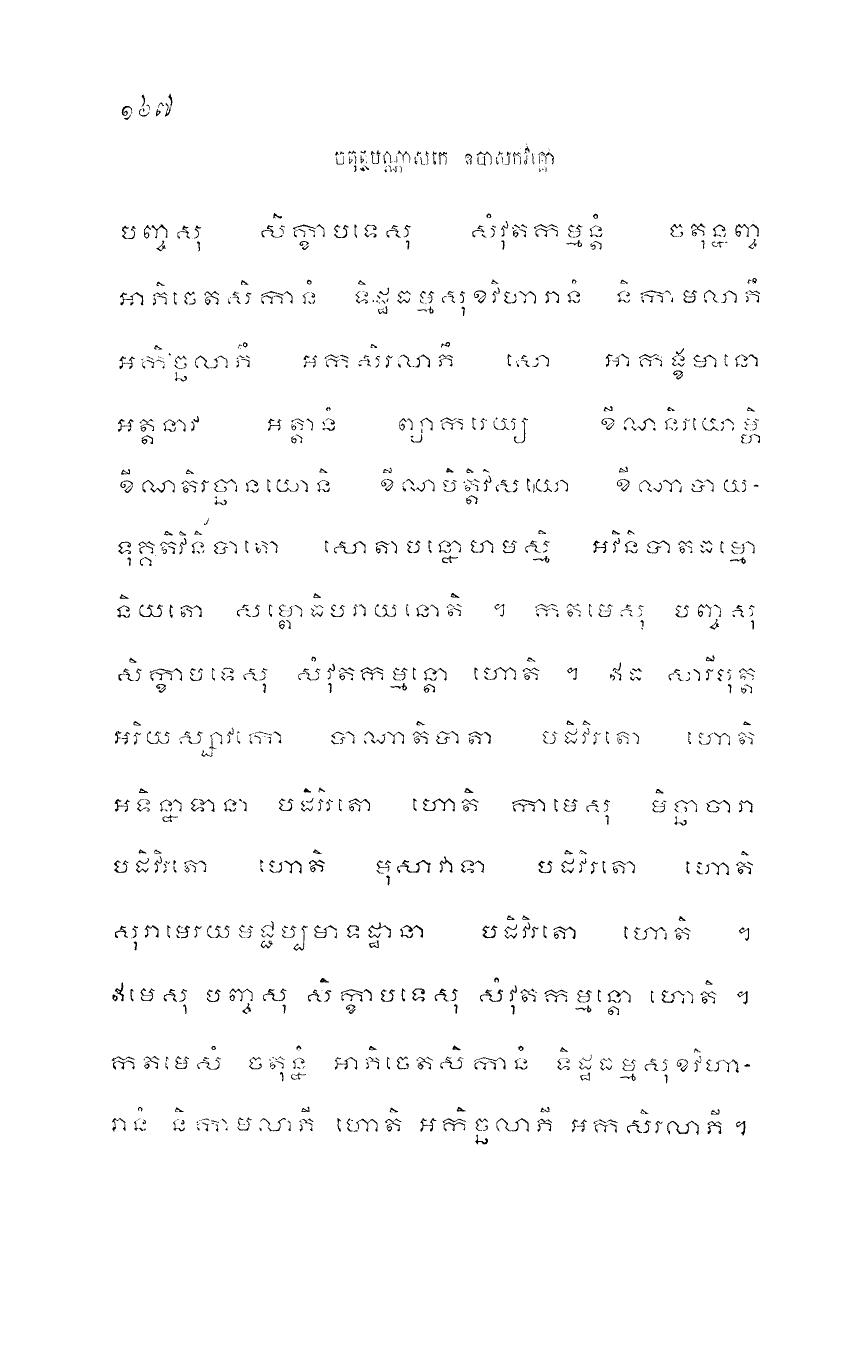 ១៦៧
ចតុត្ថបណ្ណាសកេ ឧបាសកវគ្គោ
បញ្ចសុ សិក្ខាបទេសុ សំវុតកម្មន្តំ ចតុន្នញ្ច
អាភិចេតសិកានំ ទិដ្ឋធម្មសុខវិហារានំ និកាមលាភឹ
អកិច្ឆលាភឹ អកសិរលាភឹ សោ អាកង្ខមានោ
អត្តនាវ អត្តានំ ព្យាករេយ្យ ខីណនិរយោម្ហិ
ខីណតិរច្ឆានយោនិ ខីណបិត្តិវិសយោ ខីណាបាយ-
ទុគ្គតិវិនិបាតោ សោតាបន្នោហមស្មិ អវិនិបាតធម្មោ
និយតោ សម្ពោធិបរាយនោតិ ។ កតមេសុ បញ្ចសុ
សិក្ខាបទេសុ សំវុតកម្មន្តោ ហោតិ ។ ឥធ សារីបុត្ត
អរិយស្សាវកោ បាណាតិបាតា បដិវិរតោ ហោតិ
អទិន្នាទានា បដិវិរតោ ហោតិ កាមេសុ មិច្ឆាចារា
បដិវិរតោ ហោតិ មុសាវាទា បដិវិរតោ ហោតិ
សុរាមេរយមជ្ជប្បមាទដ្ឋានា បដិវិរតោ ហោតិ ។
ឥមេសុ បញ្ចសុ សិក្ខាបទេសុ សំវុតកម្មន្តោ ហោតិ ។
កតមេសំ ចតុន្នំ អាភិចេតសិកានំ ទិដ្ឋធម្មសុខវិហា-
រានំ និកាមលាភី ហោតិ អកិច្ឆលាភី អកសិរលាភី ។